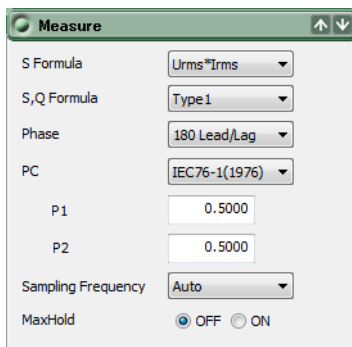 Measure
S Formula Urms*Irms
S,Q Formula Type1
Phase 180 Lead/Lag
PC IEC76-1(1976)
P1 0.5000
P2 0.5000
Sampling Frequency Auto
MaxHold OFF ON